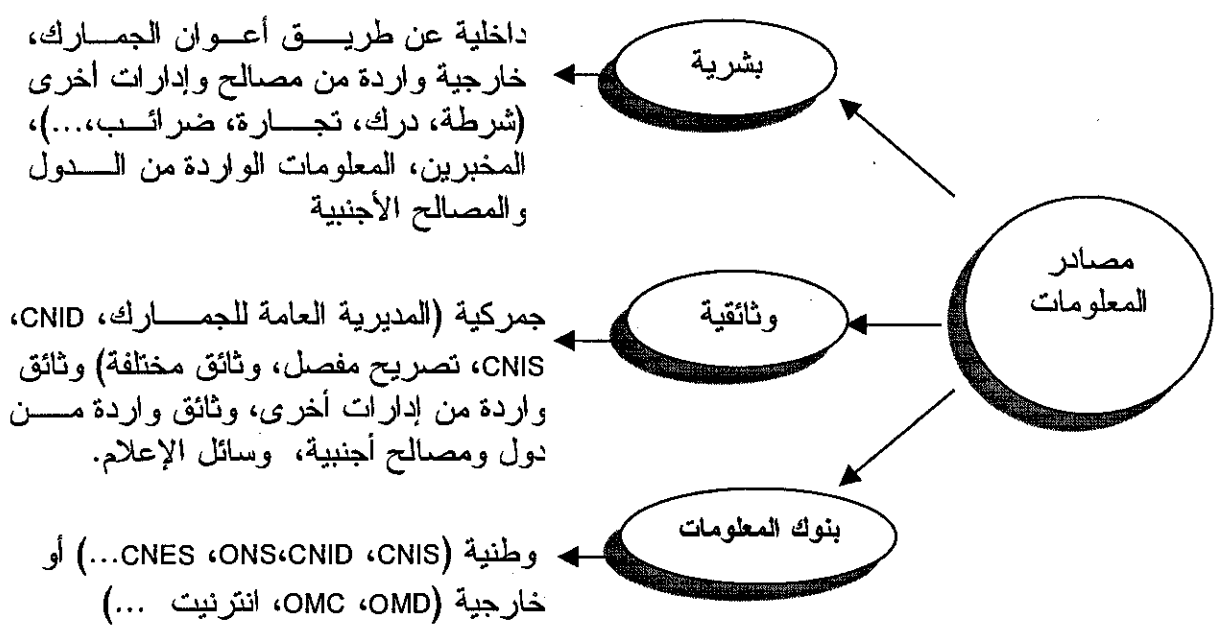 مصادر
المعلومات
بشرية
داخلية عن طريق أعوان الجمارك،
خارجية واردة من مصالح وإدارات أخرى
(شرطة، درك، تجارة، ضرائب،...)،
المخبرين، المعلومات الواردة من الدول
والمصالح الأجنبية
وثائقية
جمركية (المديرية العامة للجمارك، CNID،
CNIS، تصريح مفصل، وثائق مختلفة) وثائق
واردة من إدارات أخرى، وثائق واردة من
دول ومصالح أجنبية، وسائل الإعلام.
بنوك المعلومات
وطنية (CNIS، CNID،ONS، CNES...) أو
خارجية (OMD، OMC، انترنيت ...)